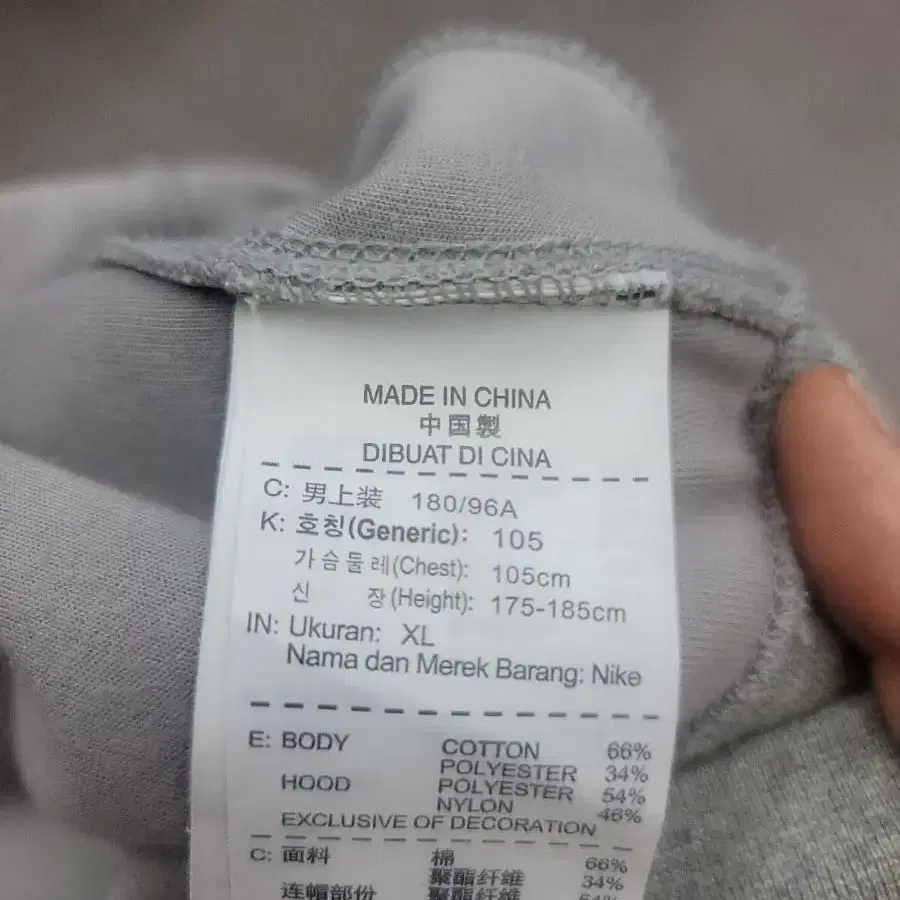 MADE IN CHINA
中国製
DIBUAT DI CINA
C: 男上装 180/96A
K: 호칭(Generic): 105
가슴둘레(Chest): 105cm
신 장(Height): 175-185cm
IN: Ukuran: XL
Nama dan Merek Barang: Nike
E: BODY COTTON 66%
POLYESTER 34%
HOOD POLYESTER 54%
NYLON 46%
EXCLUSIVE OF DECORATION
C: 面料 棉 66%
聚酯纤维 34%
连帽部份 聚酯纤维 54%